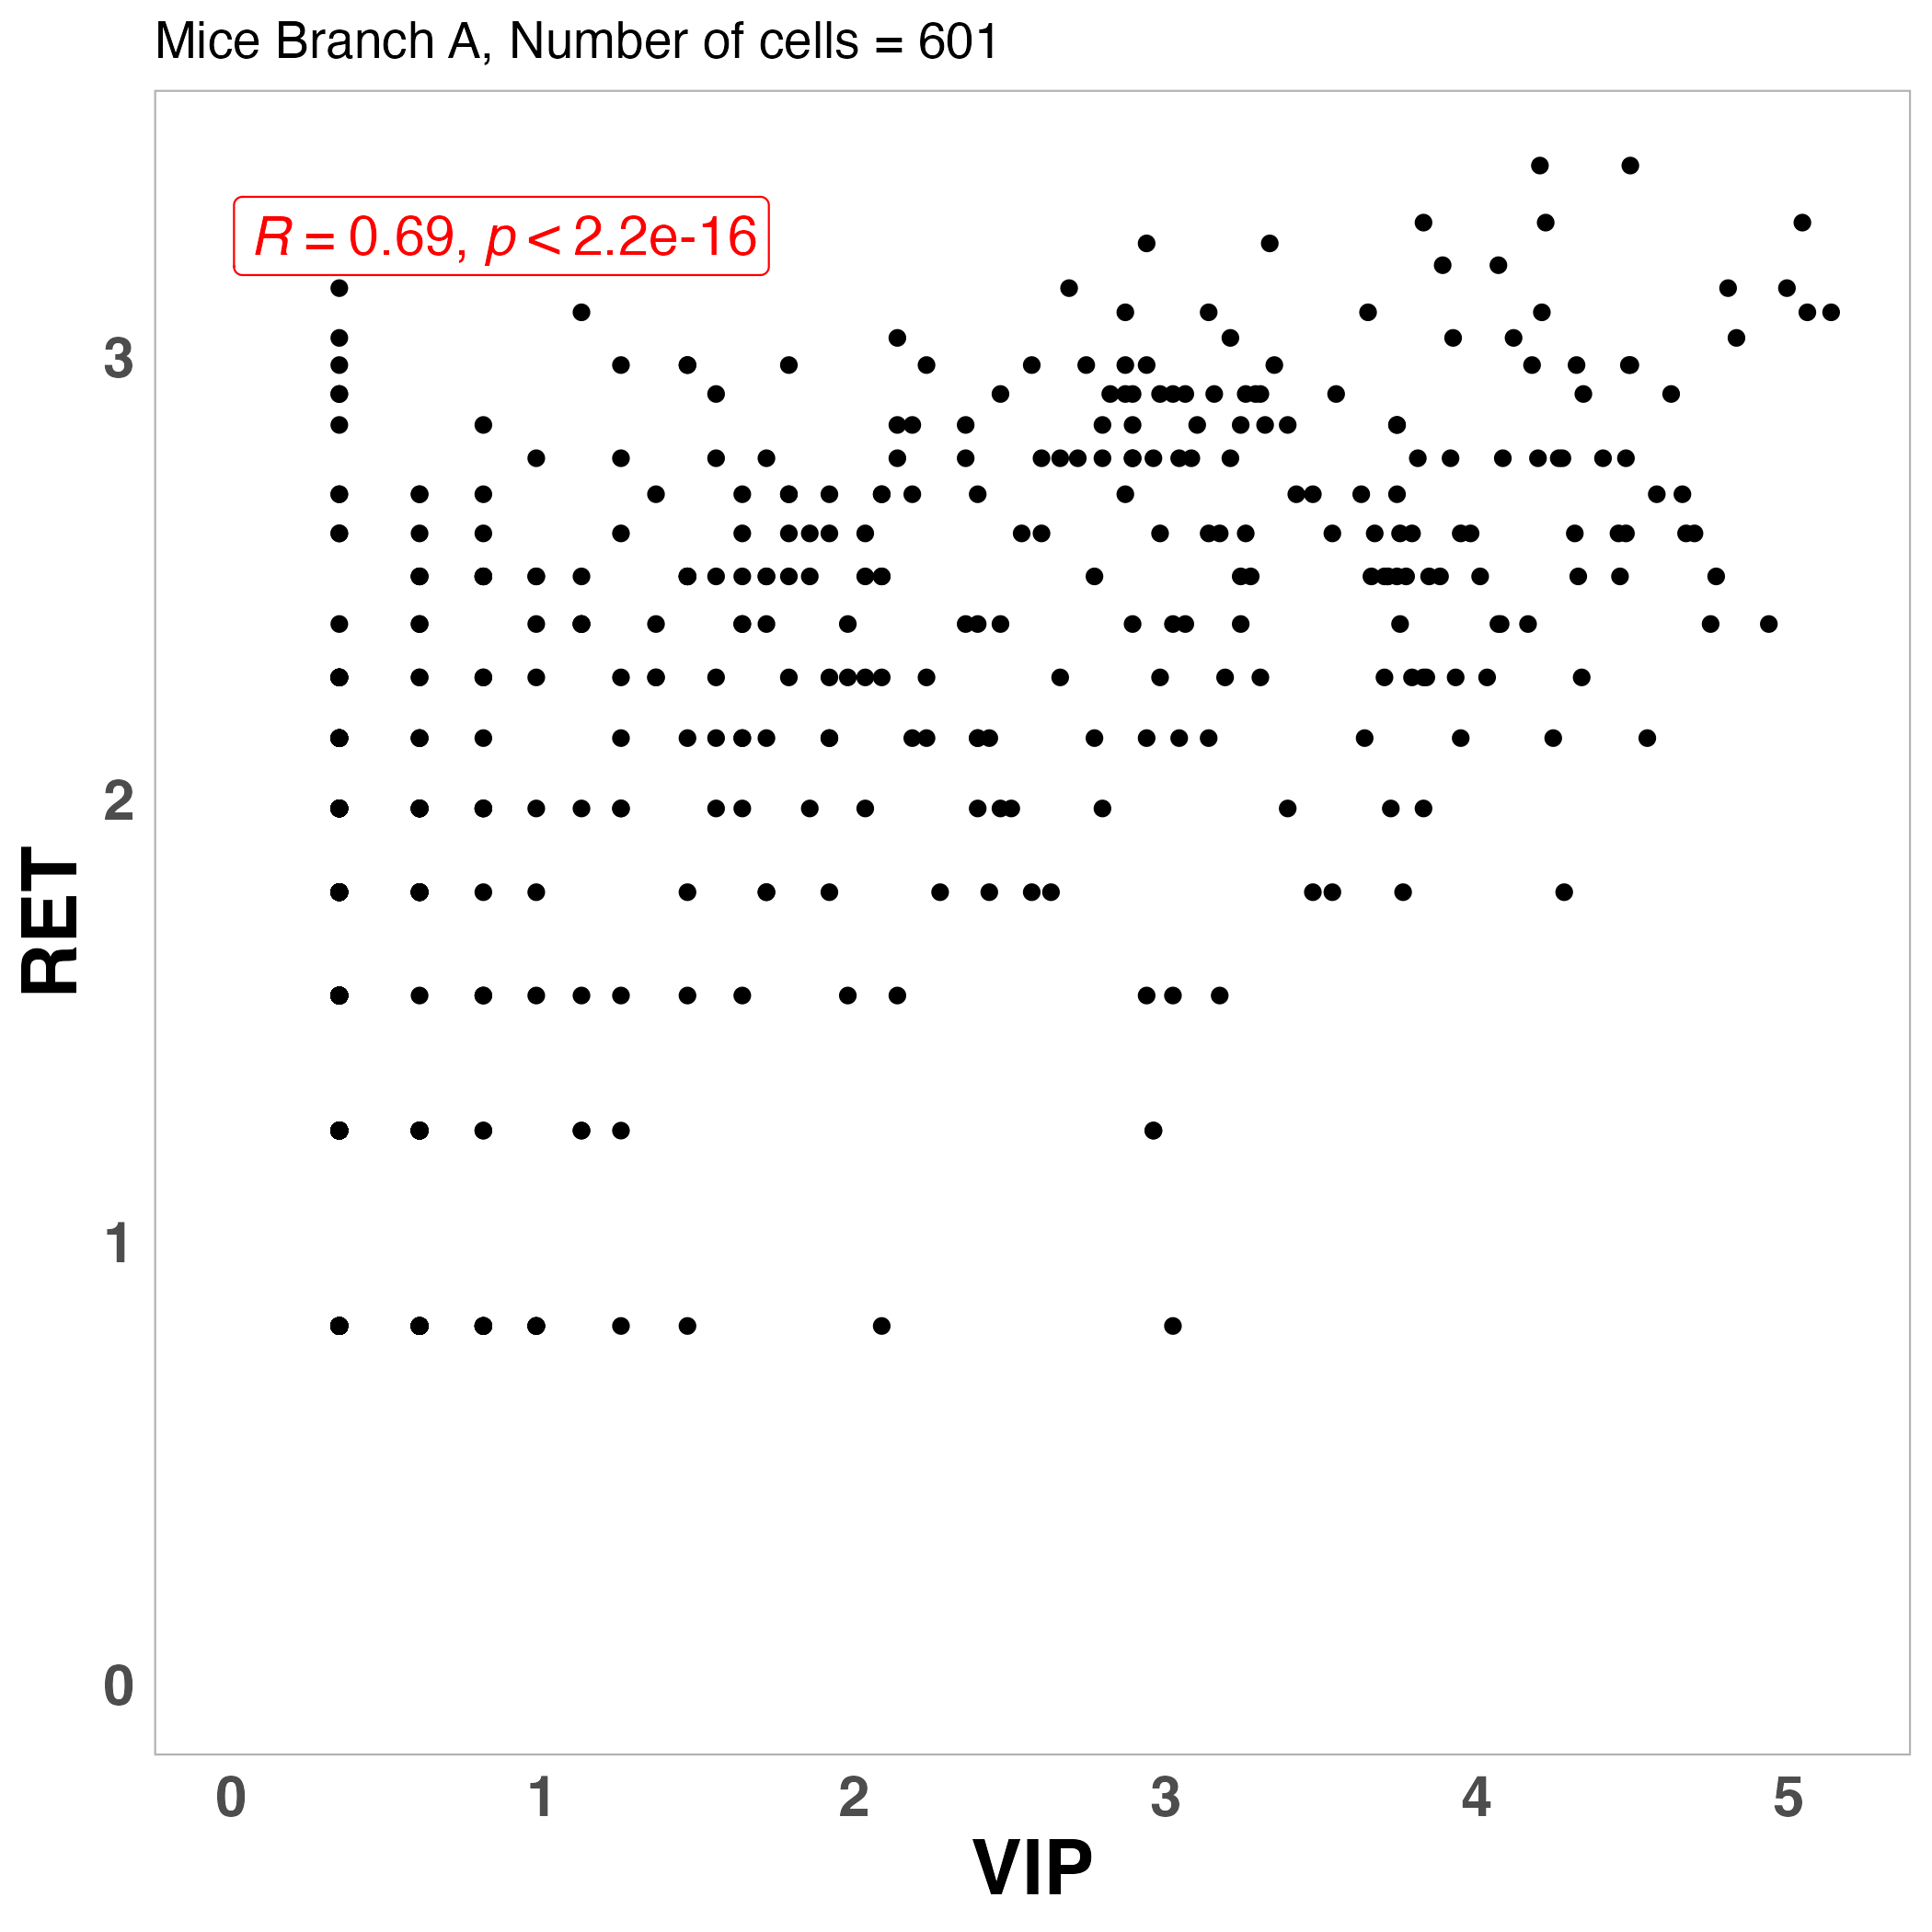 Mice Branch A, Number of cells = 601
R = 0.69, p < 2.2e-16
3
2
1
0
RET
0 1 2 3 4 5
VIP